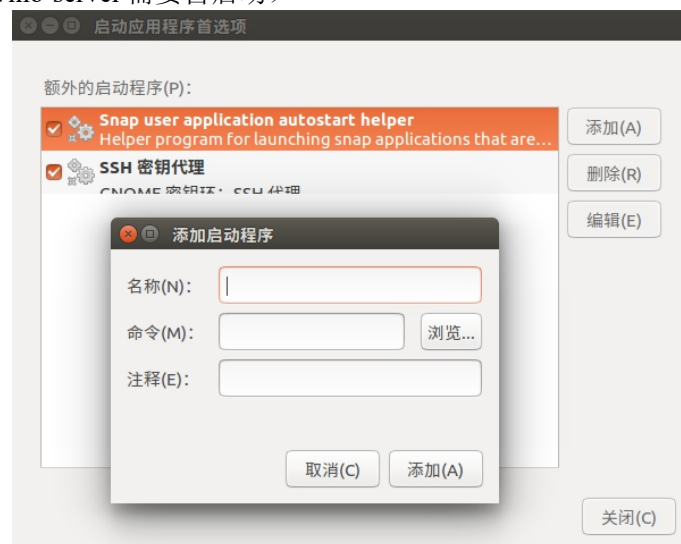 启动应用程序首选项
额外的启动程序(P)：
Snap user application autostart helper
Helper program for launching snap applications that are...
添加(A)
SSH 密钥代理
删除(R)
编辑(E)
添加启动程序
名称(N)：
命令(M)：
浏览...
注释(E)：
取消(C)
添加(A)
关闭(C)